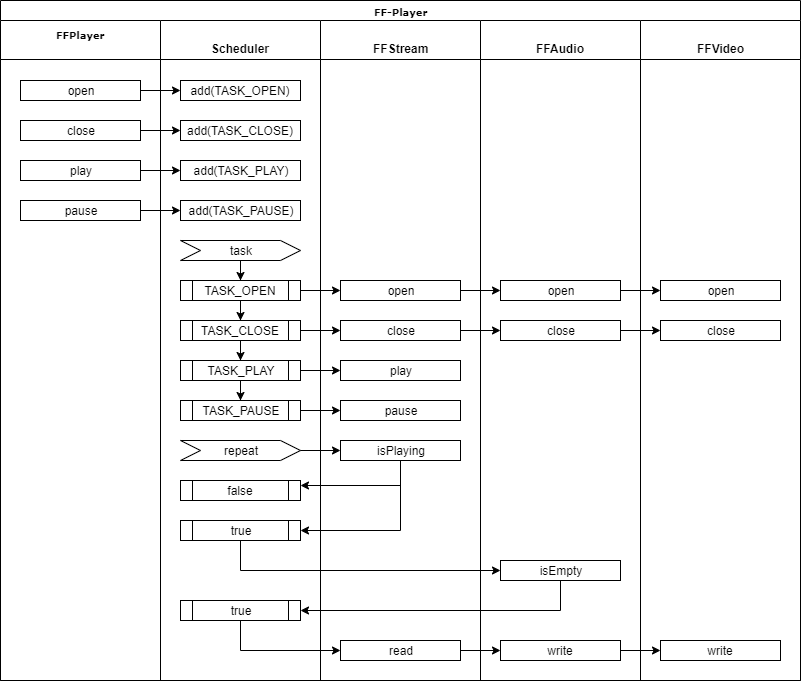 FF-Player
FFPlayer
Scheduler
FFStream
FFAudio
FFVideo
open
add(TASK_OPEN)
close
add(TASK_CLOSE)
play
add(TASK_PLAY)
pause
add(TASK_PAUSE)
task
TASK_OPEN
open
open
open
TASK_CLOSE
close
close
close
TASK_PLAY
play
TASK_PAUSE
pause
repeat
isPlaying
false
true
isEmpty
true
read
write
write